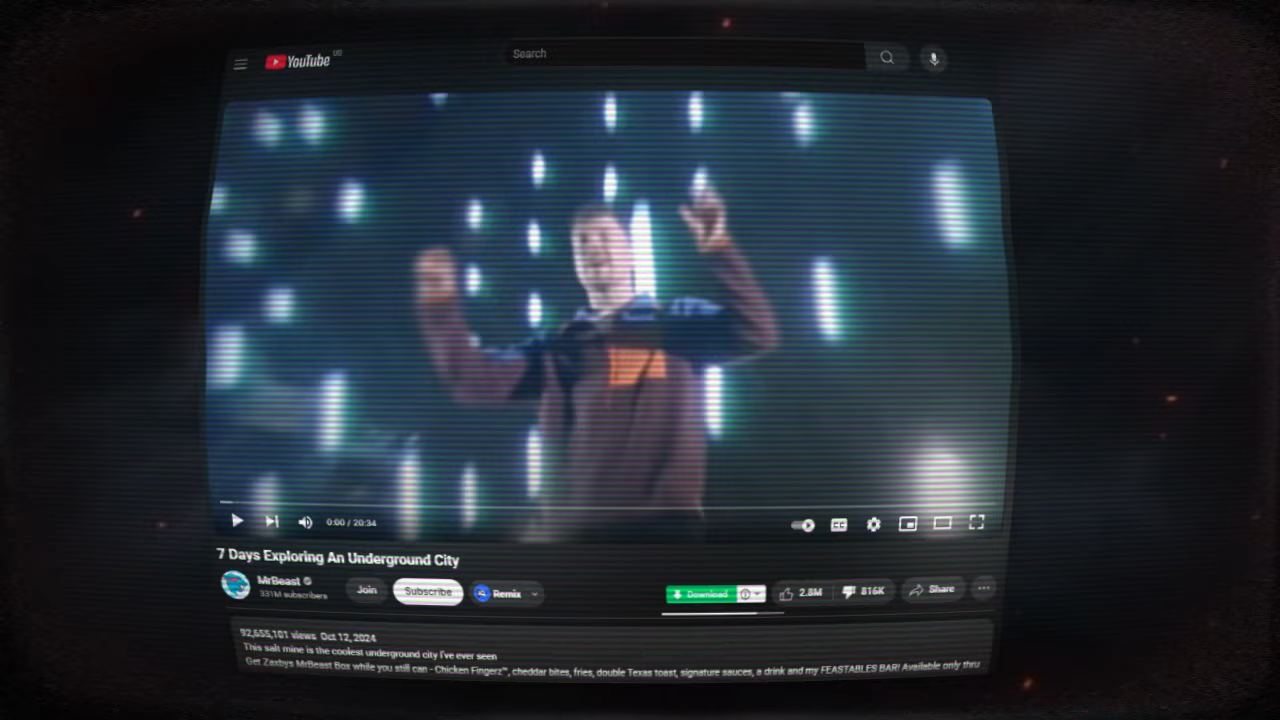 YouTube US
Search
0:00 / 20:34
CC
7 Days Exploring An Underground City
MrBeast
331M subscribers
Join
Subscribe
Remix
Download
2.8M
816K
Share
92,655,101 views Oct 12, 2024
This salt mine is the coolest underground city I've ever seen
Get Zaxbys MrBeast Box while you still can - Chicken Fingerz™, cheddar bites, fries, double Texas toast, signature sauces, a drink and my FEASTABLES BAR! Available only thru